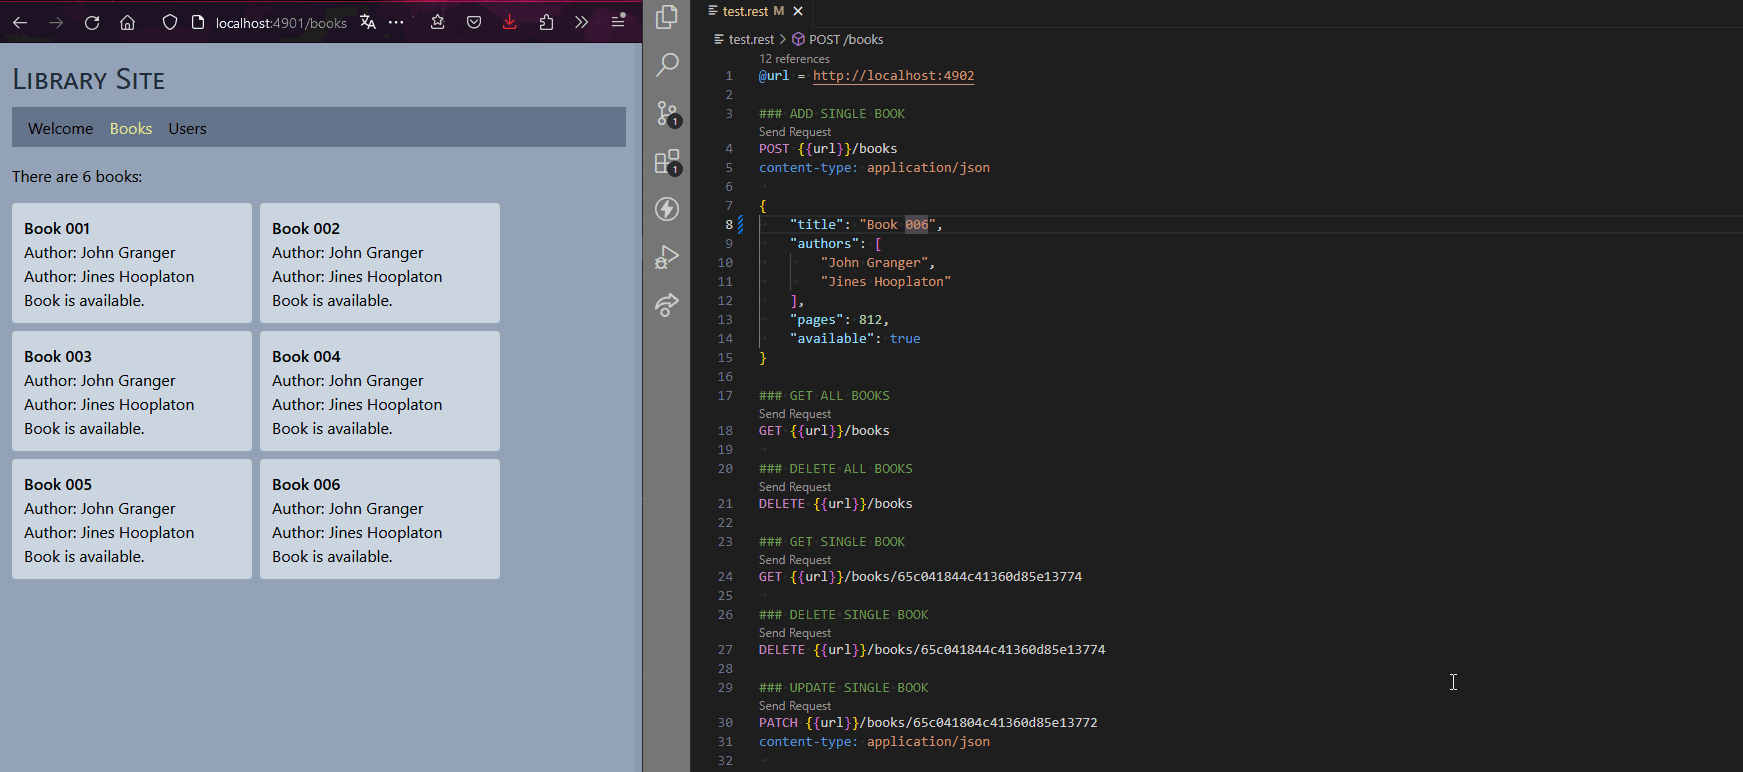 localhost:4901/books
Library Site
Welcome Books Users
There are 6 books:
Book 001
Author: John Granger
Author: Jines Hooplaton
Book is available.
Book 002
Author: John Granger
Author: Jines Hooplaton
Book is available.
Book 003
Author: John Granger
Author: Jines Hooplaton
Book is available.
Book 004
Author: John Granger
Author: Jines Hooplaton
Book is available.
Book 005
Author: John Granger
Author: Jines Hooplaton
Book is available.
Book 006
Author: John Granger
Author: Jines Hooplaton
Book is available.
1
1
test.rest M
test.rest > POST /books
12 references
1 @url = http://localhost:4902
2
3 ### ADD SINGLE BOOK
Send Request
4 POST {{url}}/books
5 content-type: application/json
6
7 {
8 "title": "Book 006",
9 "authors": [
10 "John Granger",
11 "Jines Hooplaton"
12 ],
13 "pages": 812,
14 "available": true
15 }
16
17 ### GET ALL BOOKS
Send Request
18 GET {{url}}/books
19
20 ### DELETE ALL BOOKS
Send Request
21 DELETE {{url}}/books
22
23 ### GET SINGLE BOOK
Send Request
24 GET {{url}}/books/65c041844c41360d85e13774
25
26 ### DELETE SINGLE BOOK
Send Request
27 DELETE {{url}}/books/65c041844c41360d85e13774
28
29 ### UPDATE SINGLE BOOK
Send Request
30 PATCH {{url}}/books/65c041804c41360d85e13772
31 content-type: application/json
32